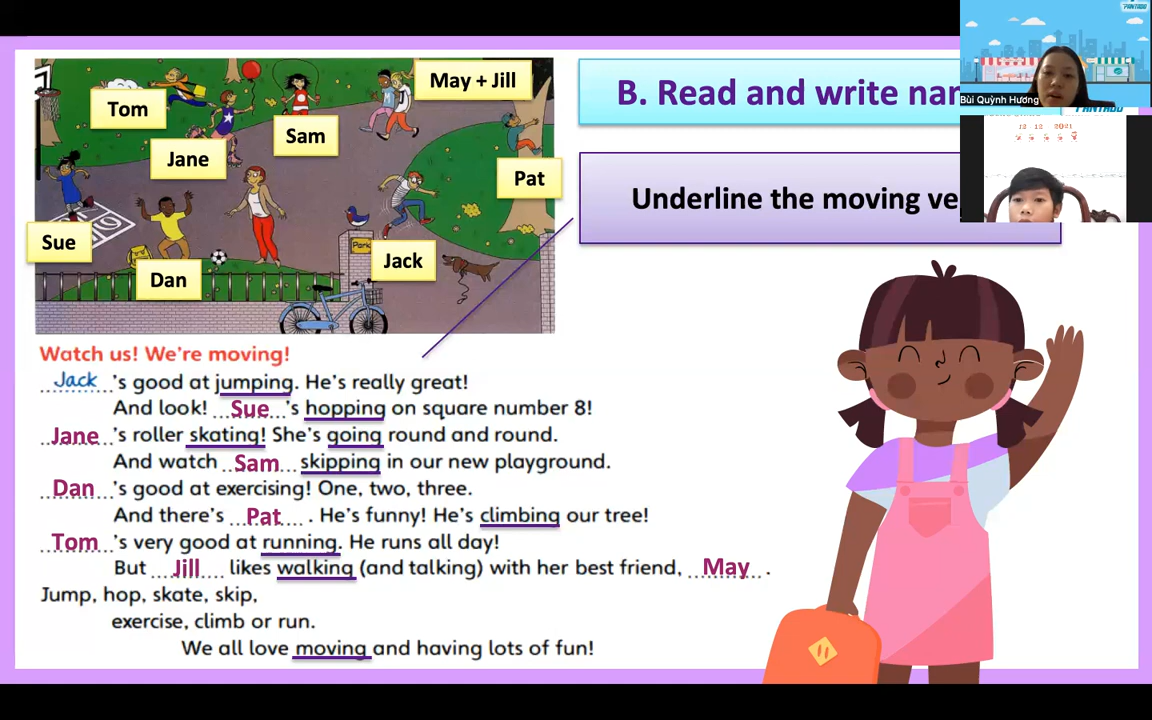 B. Read and write nar
Underline the moving ve
Bùi Quỳnh Hương
12 · 12 2021
May + Jill
Tom
Sam
Jane
Pat
Sue
Jack
Dan
Park
Watch us! We're moving!
Jack 's good at jumping. He's really great!
And look! Sue 's hopping on square number 8!
Jane 's roller skating! She's going round and round.
And watch Sam skipping in our new playground.
Dan 's good at exercising! One, two, three.
And there's Pat . He's funny! He's climbing our tree!
Tom 's very good at running. He runs all day!
But Jill likes walking (and talking) with her best friend, May .
Jump, hop, skate, skip,
exercise, climb or run.
We all love moving and having lots of fun!